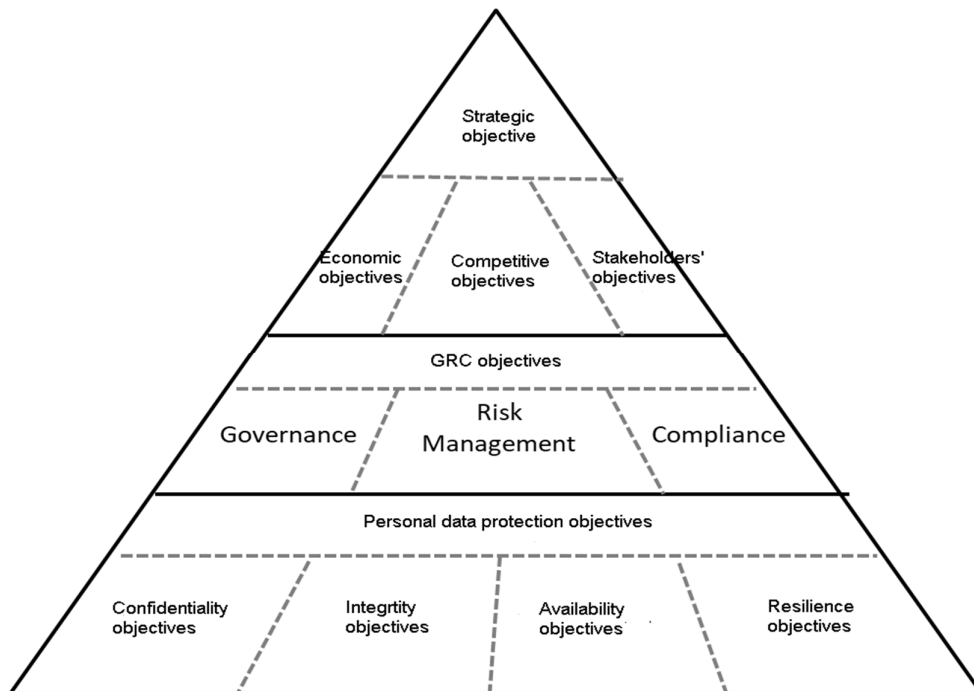 Strategic
objective
Economic
objectives
Competitive
objectives
Stakeholders'
objectives
GRC objectives
Governance
Risk
Management
Compliance
Personal data protection objectives
Confidentiality
objectives
Integrtity
objectives
Availability
objectives
Resilience
objectives